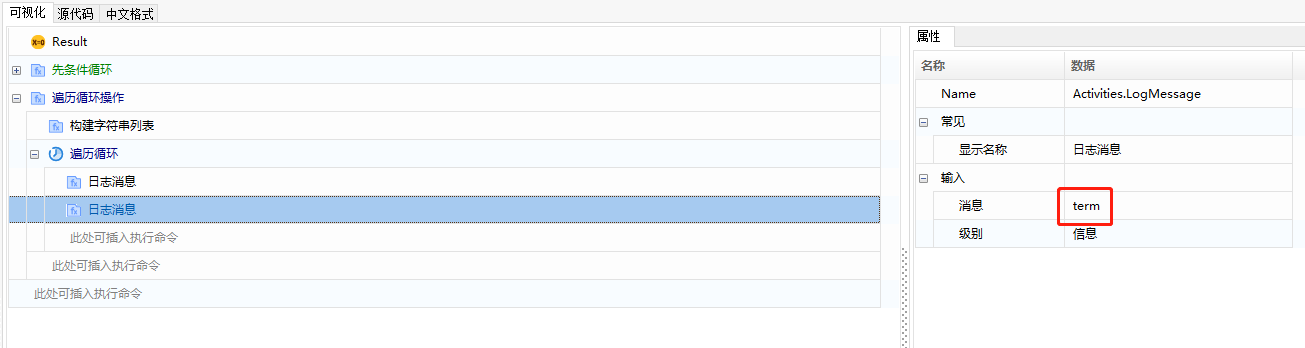 可视化 源代码 中文格式
X=0 Result
fx 先条件循环
fx 遍历循环操作
fx 构建字符串列表
遍历循环
fx 日志消息
fx 日志消息
此处可插入执行命令
此处可插入执行命令
此处可插入执行命令
属性
名称 数据
Name Activities.LogMessage
常见
显示名称 日志消息
输入
消息 term
级别 信息